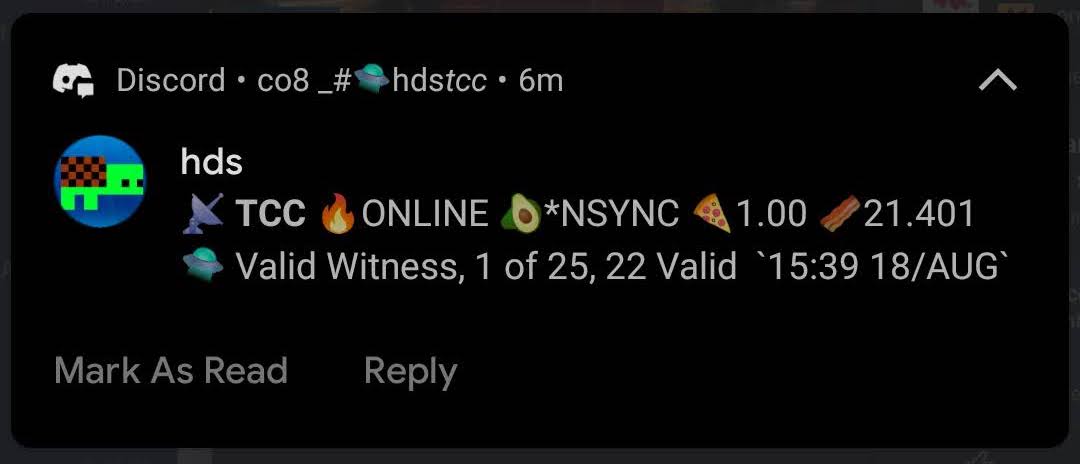 Discord • co8 _#🛸hdstcc • 6m
hds
📡 TCC 🔥ONLINE 🥑*NSYNC 🍕1.00 🥓21.401
🛸 Valid Witness, 1 of 25, 22 Valid `15:39 18/AUG`
Mark As Read Reply